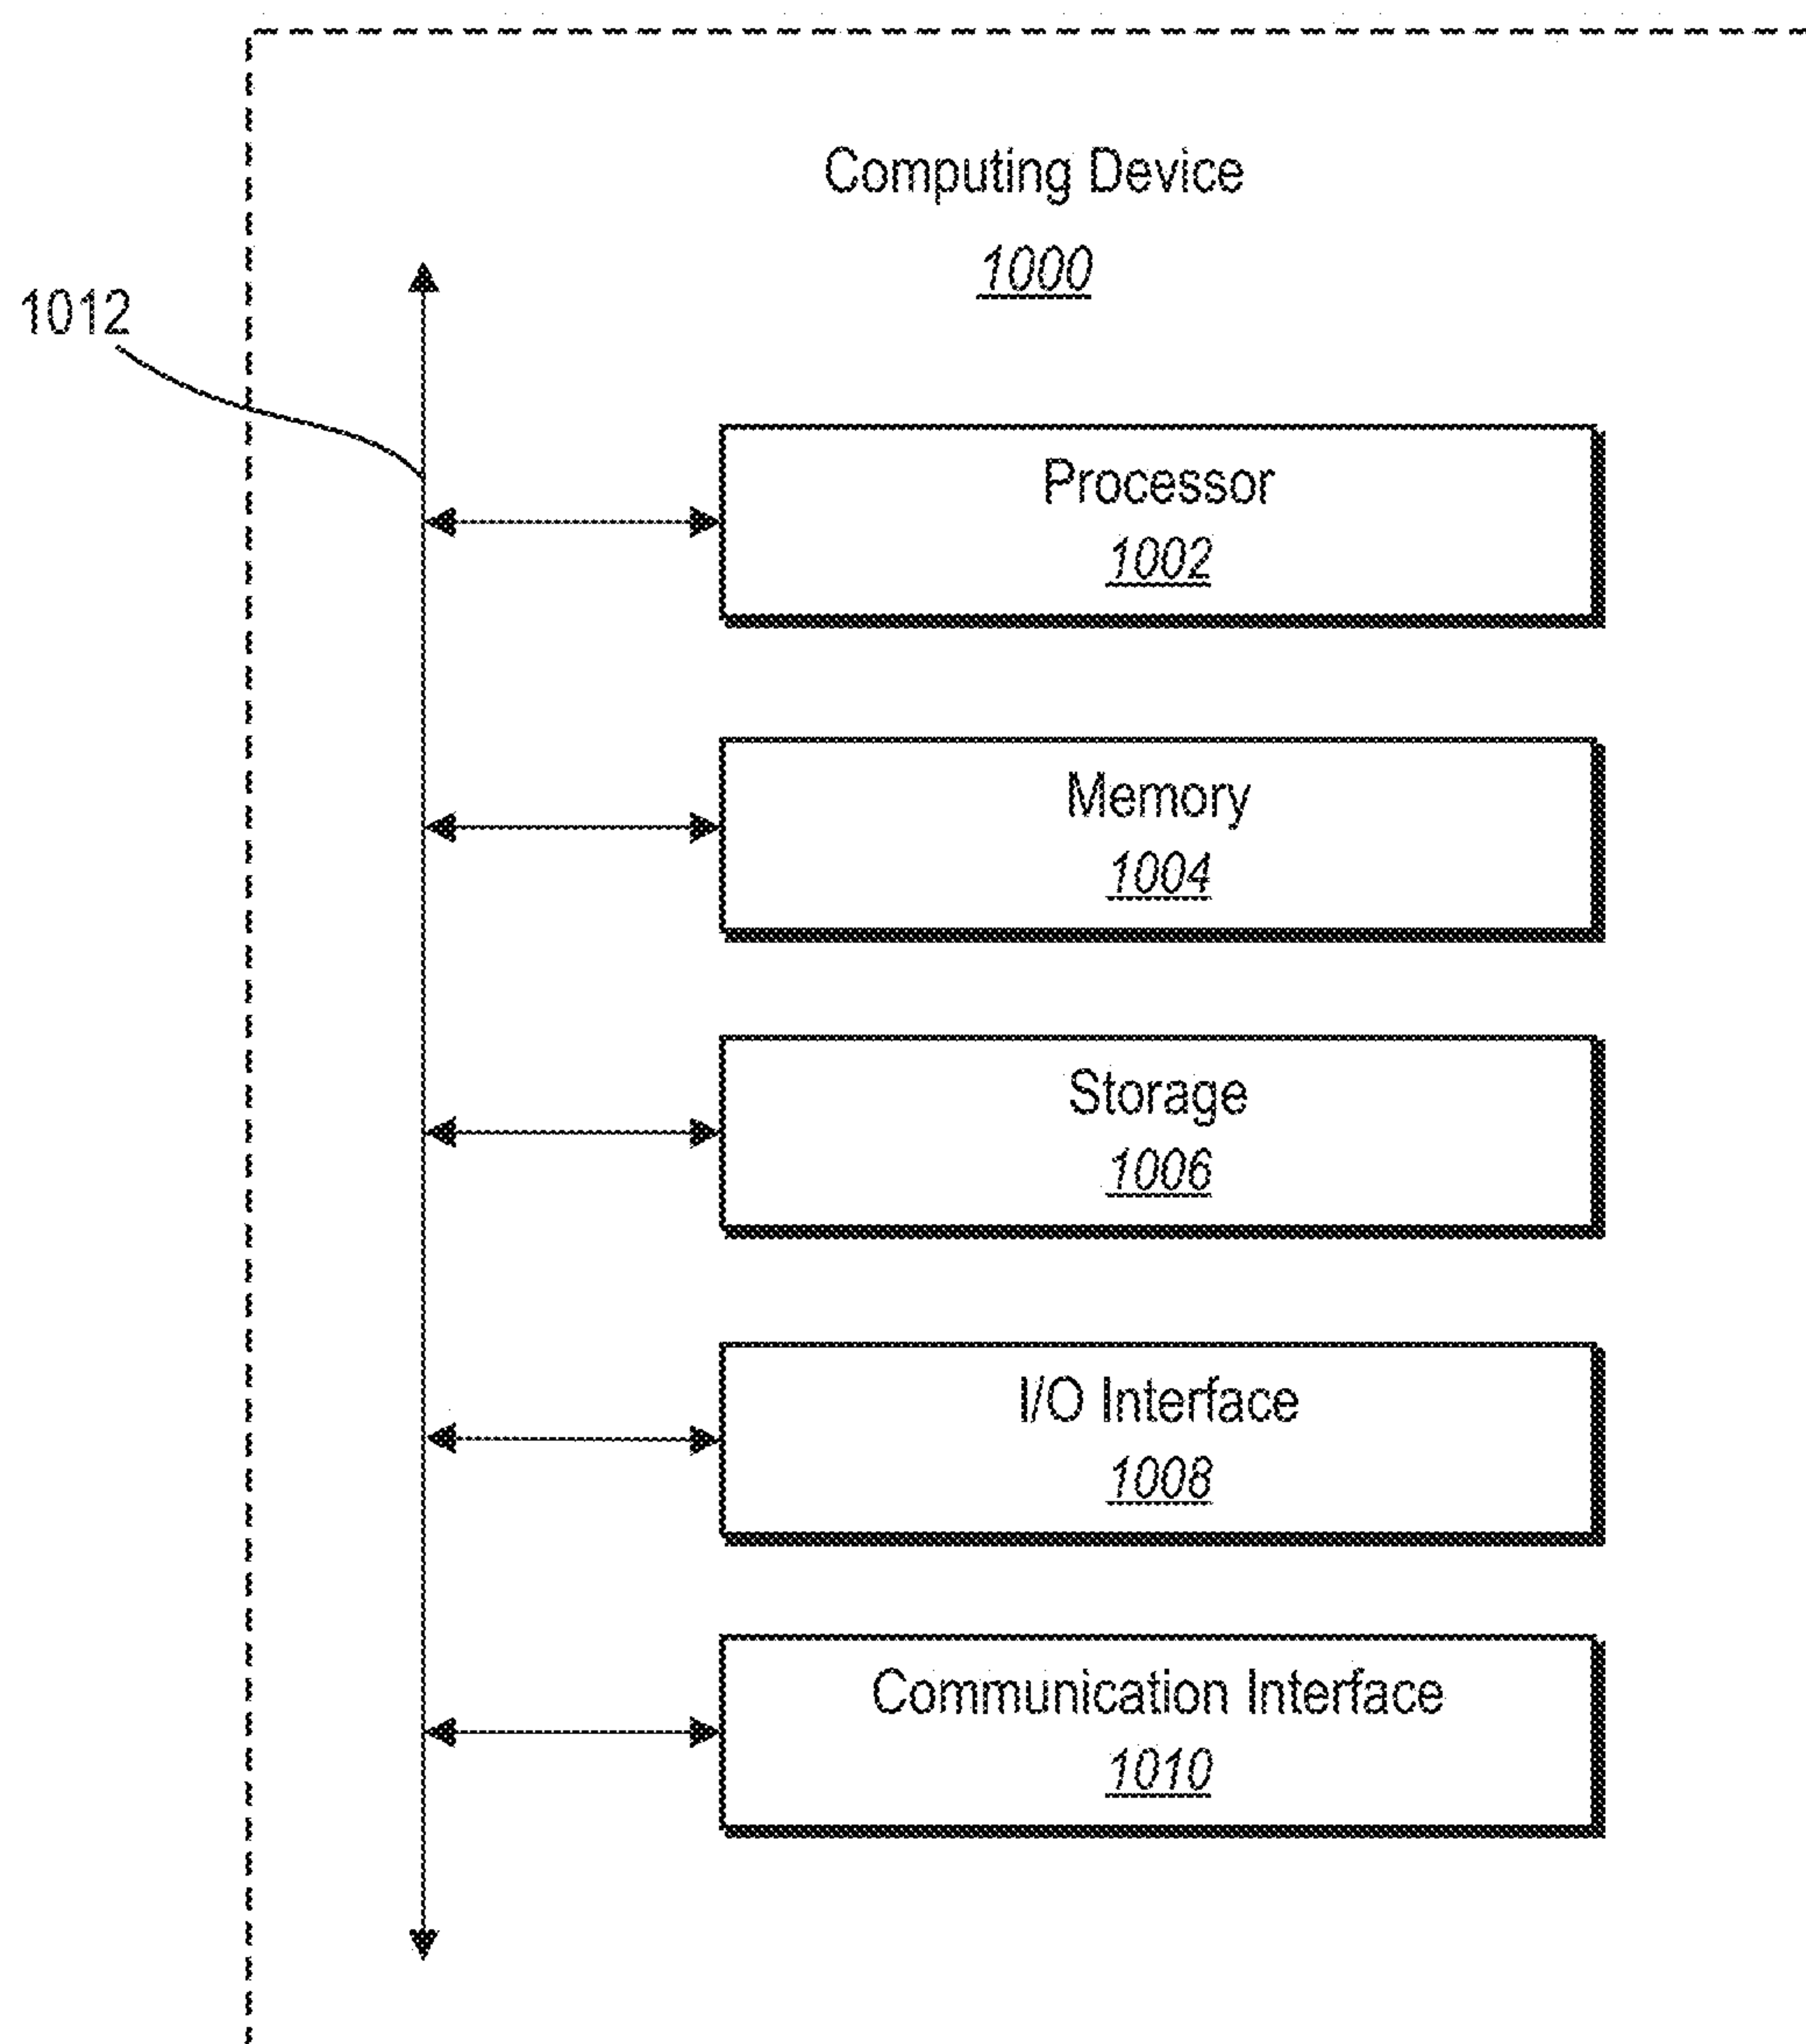 Computing Device
1000
1012
Processor
1002
Memory
1004
Storage
1006
I/O Interface
1008
Communication Interface
1010